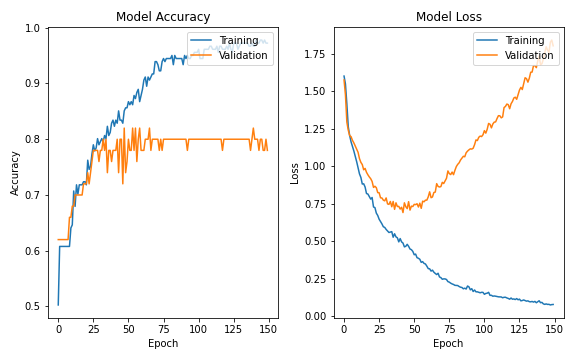 Model Accuracy
Training
Validation
1.0
0.9
0.8
0.7
0.6
0.5
Accuracy
0 25 50 75 100 125 150
Epoch
Model Loss
Training
Validation
1.75
1.50
1.25
1.00
0.75
0.50
0.25
0.00
Loss
0 25 50 75 100 125 150
Epoch